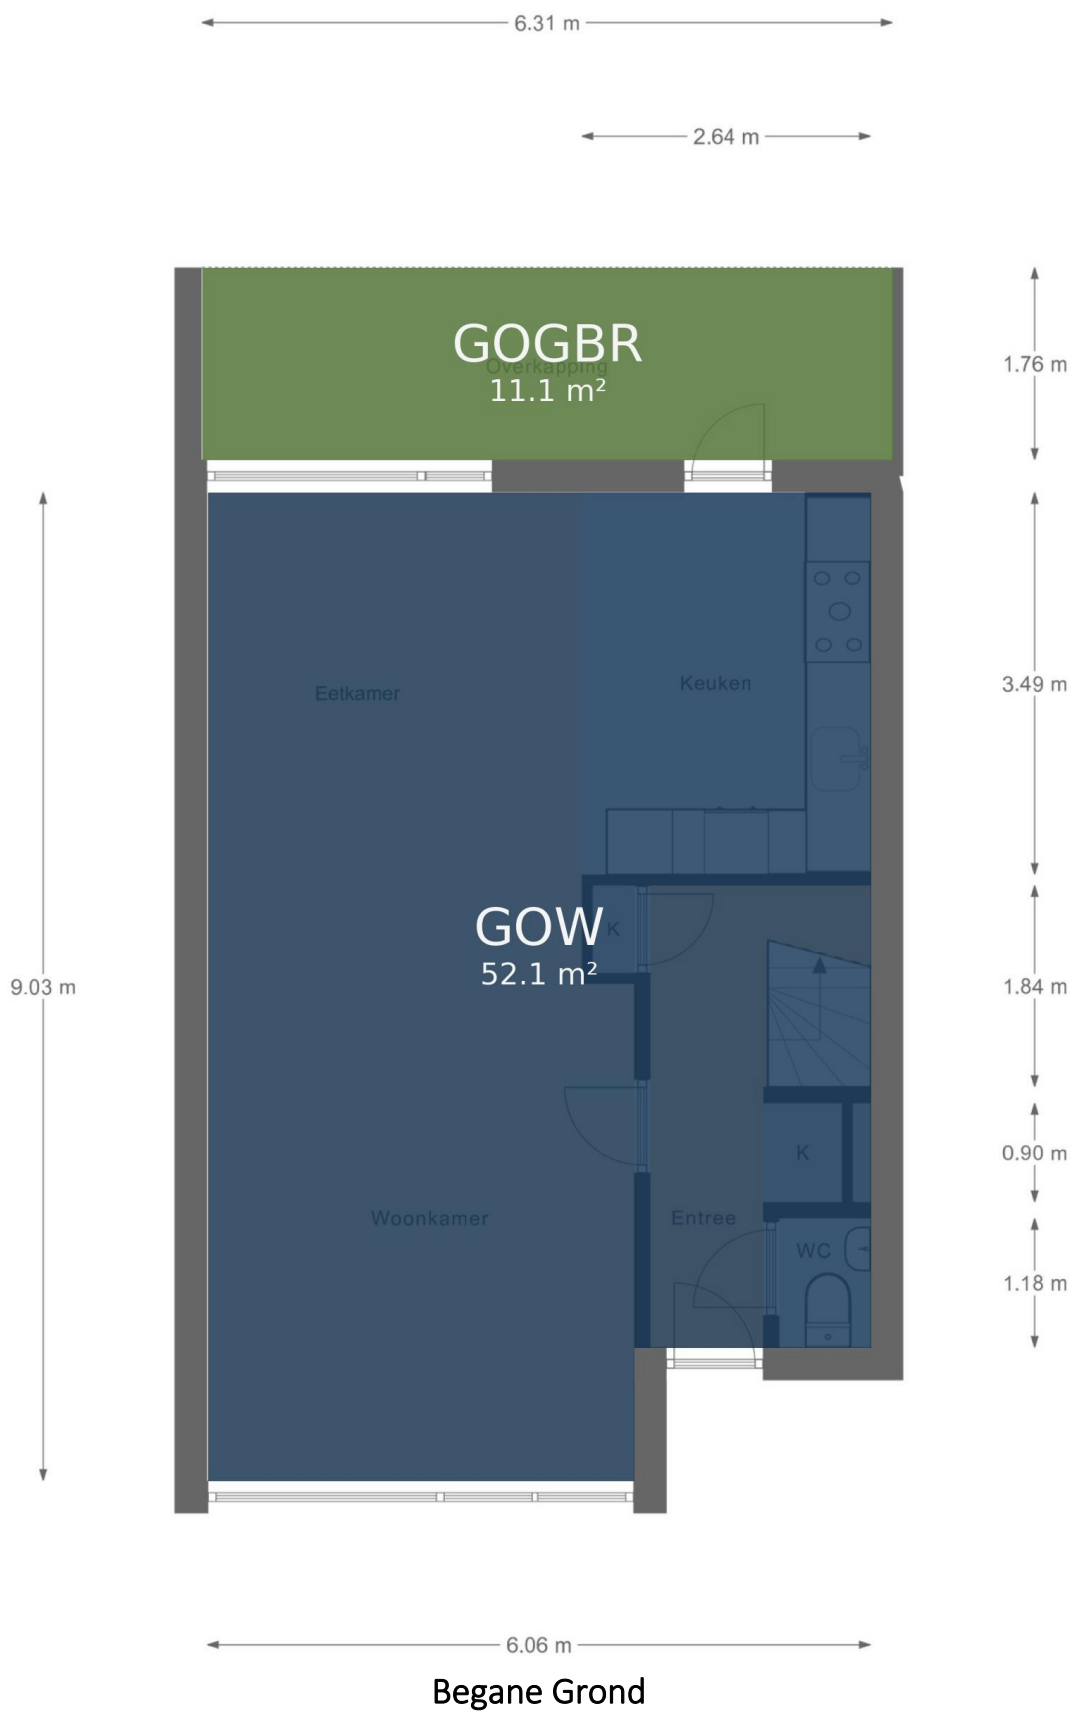 6.31 m
2.64 m
GOGBR
Overkapping
11.1 m²
1.76 m
Eetkamer
Keuken
3.49 m
GOW
K
52.1 m²
9.03 m
1.84 m
K
0.90 m
Woonkamer
Entree
WC
1.18 m
6.06 m
Begane Grond